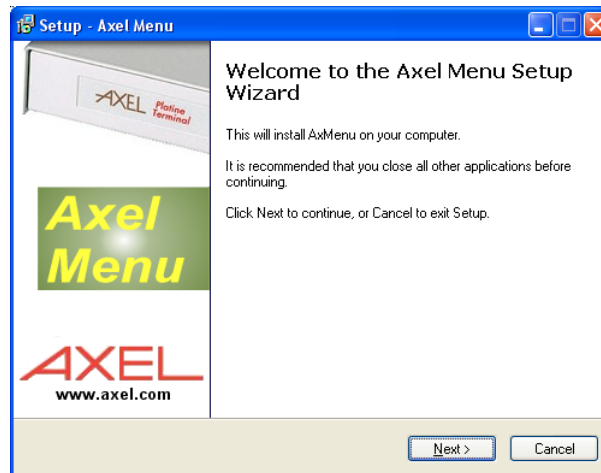 Setup - Axel Menu
AXEL Platine
Terminal
Welcome to the Axel Menu Setup
Wizard
This will install AxMenu on your computer.
It is recommended that you close all other applications before
continuing.
Click Next to continue, or Cancel to exit Setup.
Axel
Menu
AXEL
www.axel.com
Next >
Cancel